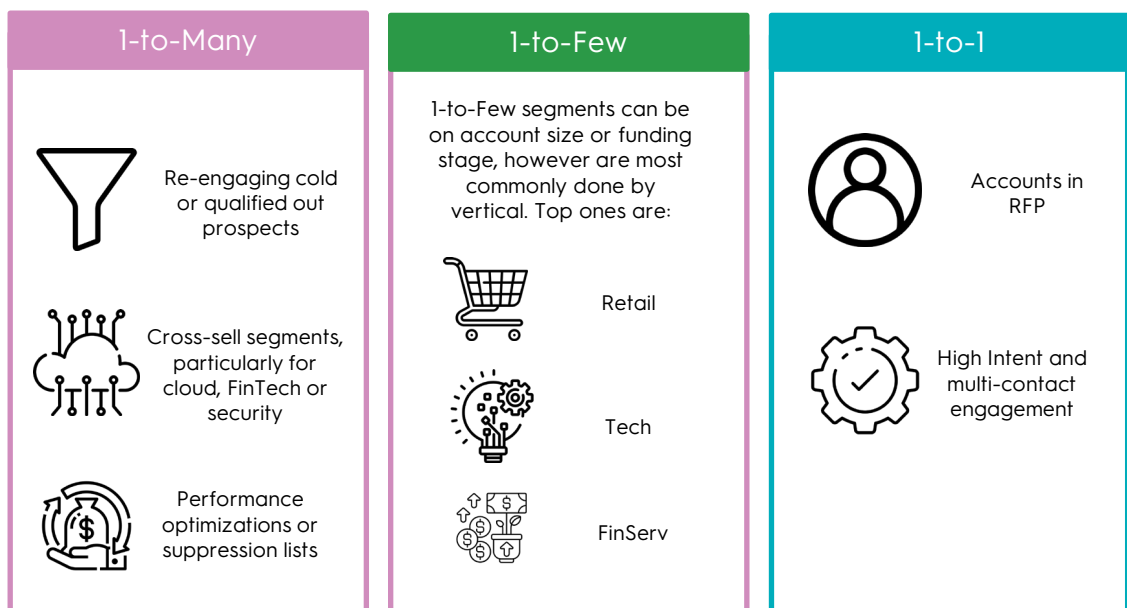 1-to-Many
Re-engaging cold
or qualified out
prospects
Cross-sell segments,
particularly for
cloud, FinTech or
security
$
Performance
optimizations or
suppression lists
1-to-Few
1-to-Few segments can be
on account size or funding
stage, however are most
commonly done by
vertical. Top ones are:
Retail
Tech
$
$
$
$
FinServ
1-to-1
Accounts in
RFP
High Intent and
multi-contact
engagement